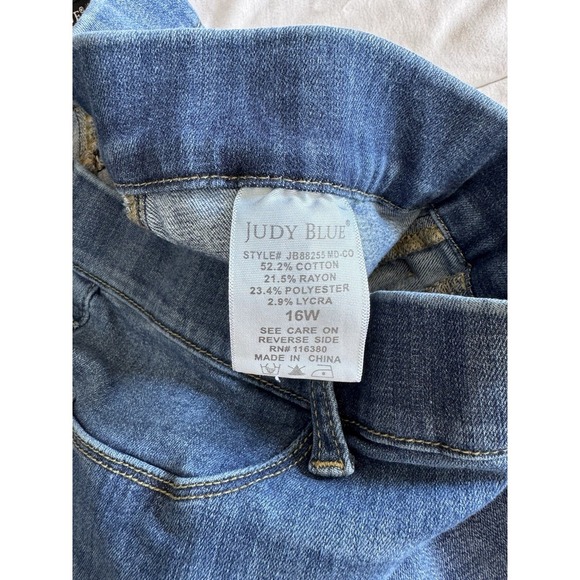 JUDY BLUE®
STYLE# JB88255 MD-CO
52.2% COTTON
21.5% RAYON
23.4% POLYESTER
2.9% LYCRA
16W
SEE CARE ON
REVERSE SIDE
RN# 116380
MADE IN CHINA